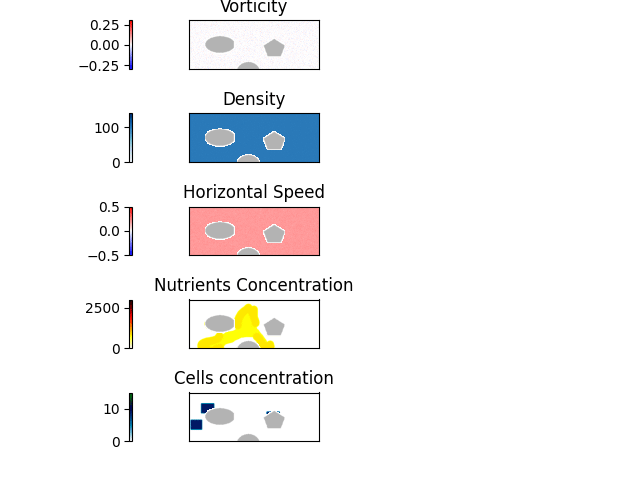 Vorticity
0.25
0.00
−0.25
Density
100
0
Horizontal Speed
0.5
0.0
−0.5
Nutrients Concentration
2500
0
Cells concentration
10
0